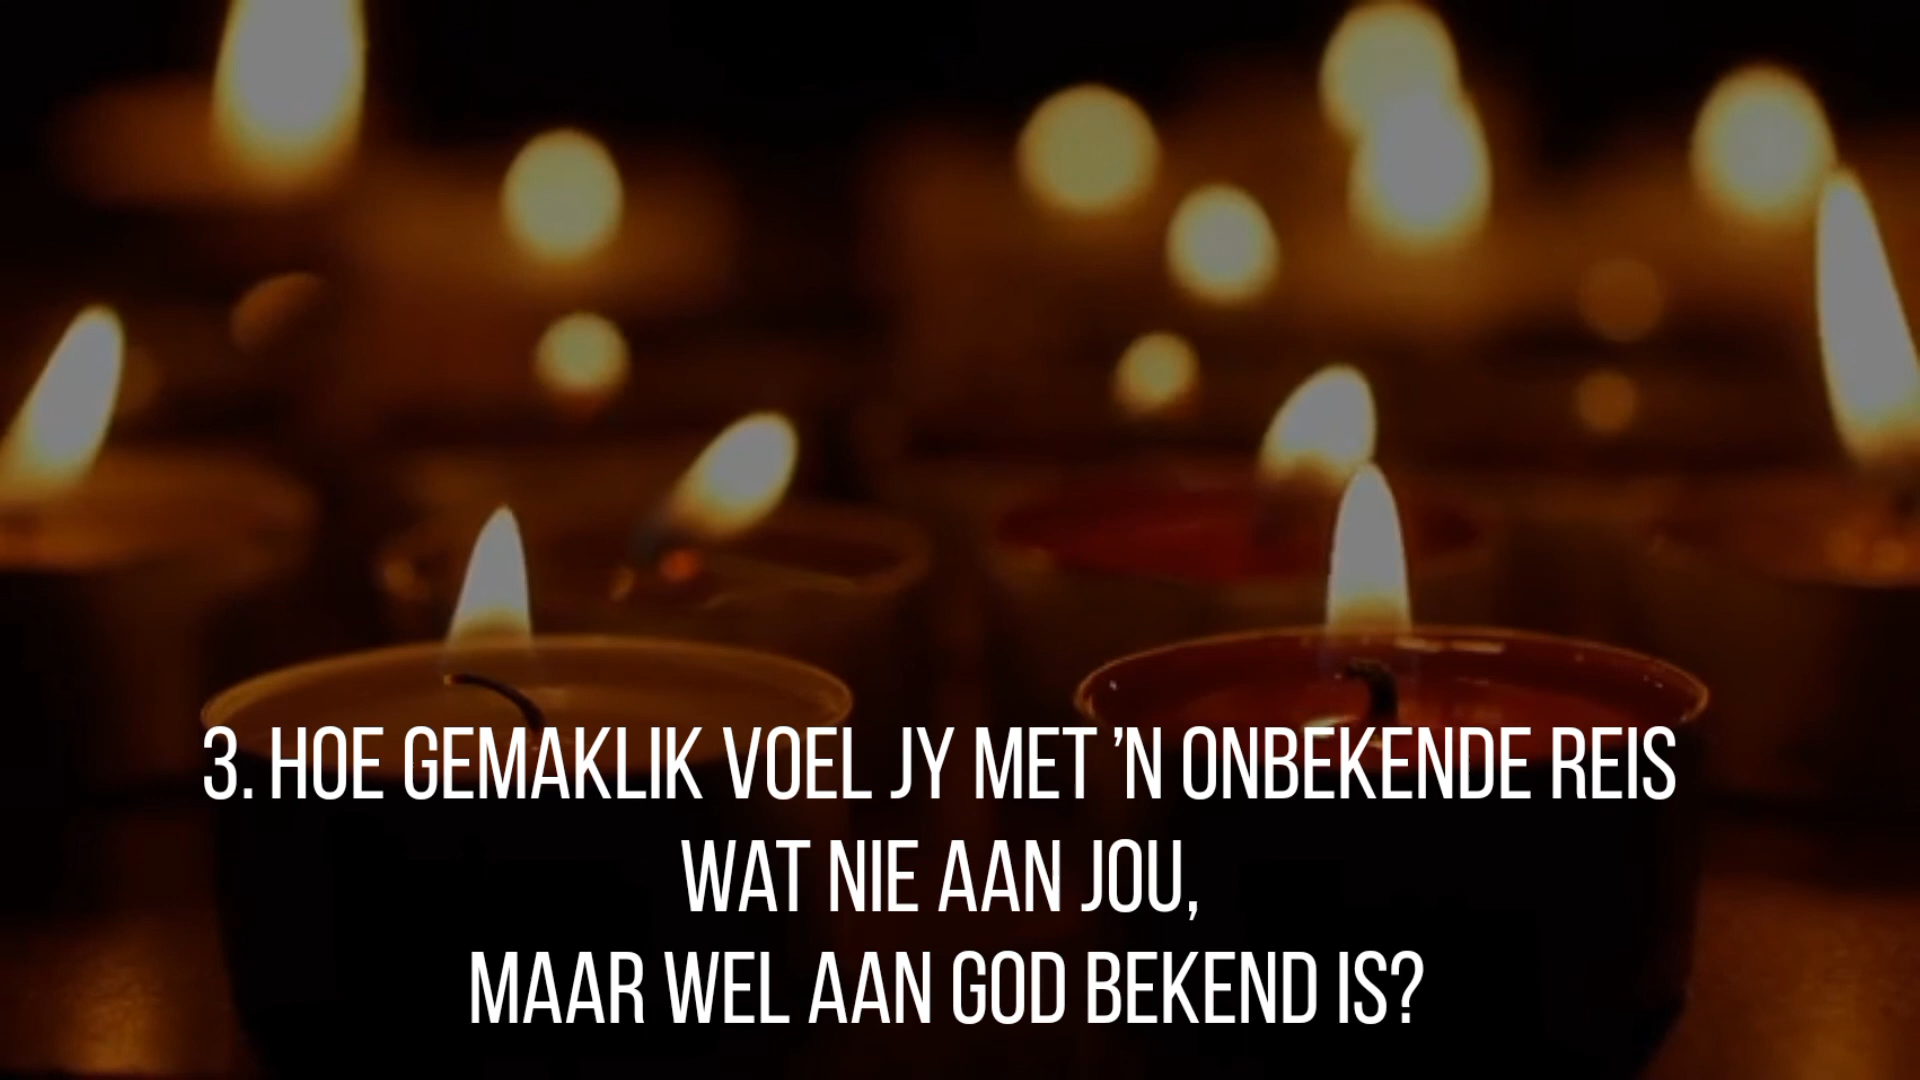 3. HOE GEMAKLIK VOEL JY MET ’N ONBEKENDE REIS
WAT NIE AAN JOU,
MAAR WEL AAN GOD BEKEND IS?